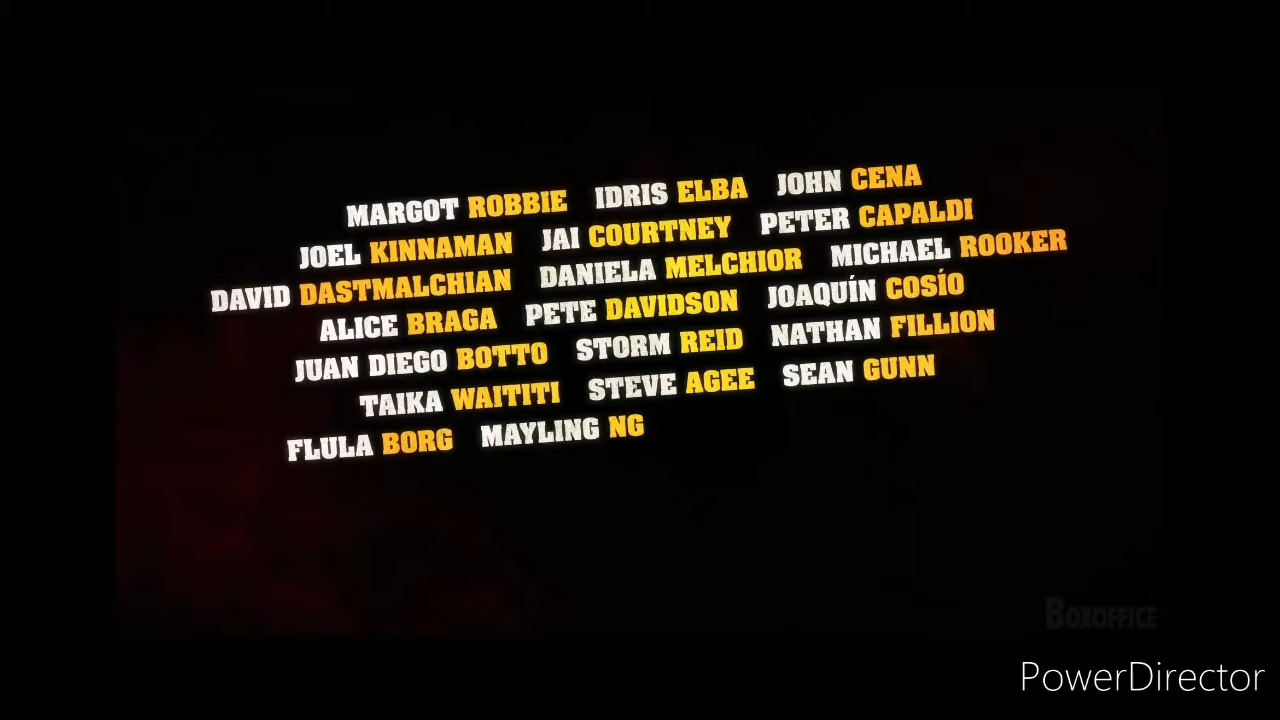 MARGOT ROBBIE IDRIS ELBA JOHN CENA
JOEL KINNAMAN JAI COURTNEY PETER CAPALDI
DAVID DASTMALCHIAN DANIELA MELCHIOR MICHAEL ROOKER
ALICE BRAGA PETE DAVIDSON JOAQUÍN COSÍO
JUAN DIEGO BOTTO STORM REID NATHAN FILLION
TAIKA WAITITI STEVE AGEE SEAN GUNN
FLULA BORG MAYLING NG
BOXOFFICE
PowerDirector